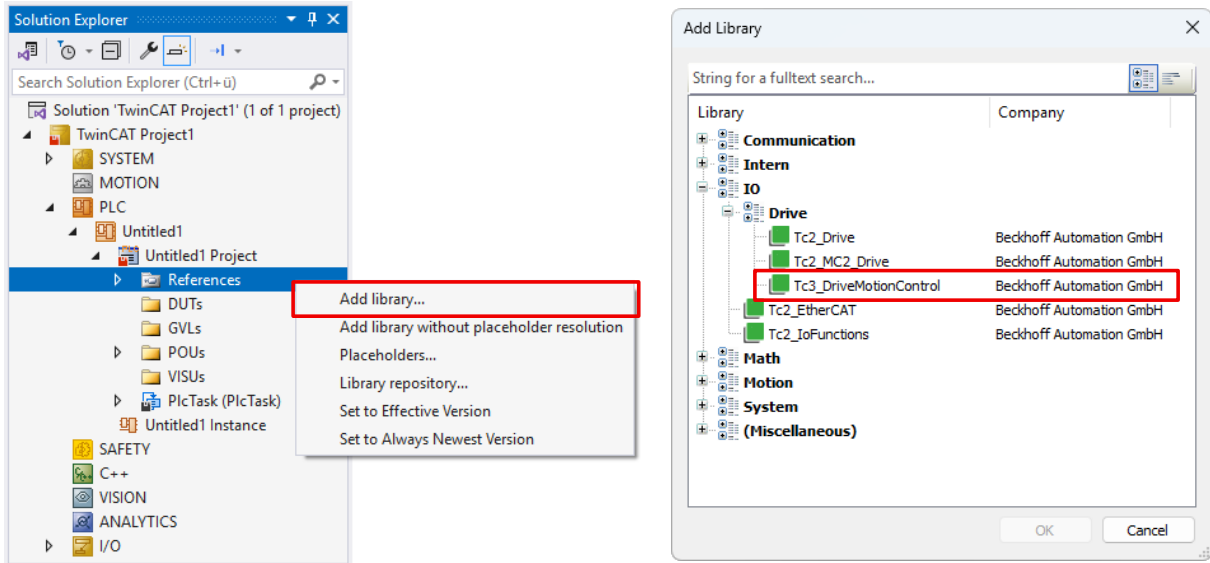 Solution Explorer
Search Solution Explorer (Ctrl+ü)
Solution 'TwinCAT Project1' (1 of 1 project)
TwinCAT Project1
SYSTEM
MOTION
PLC
Untitled1
Untitled1 Project
References
DUTs
GVLs
POUs
VISUs
PlcTask (PlcTask)
Untitled1 Instance
SAFETY
C++
VISION
ANALYTICS
I/O
Add library...
Add library without placeholder resolution
Placeholders...
Library repository...
Set to Effective Version
Set to Always Newest Version
Add Library
String for a fulltext search...
Library Company
Communication
Intern
IO
Drive
Tc2_Drive Beckhoff Automation GmbH
Tc2_MC2_Drive Beckhoff Automation GmbH
Tc3_DriveMotionControl Beckhoff Automation GmbH
Tc2_EtherCAT Beckhoff Automation GmbH
Tc2_IoFunctions Beckhoff Automation GmbH
Math
Motion
System
(Miscellaneous)
OK Cancel